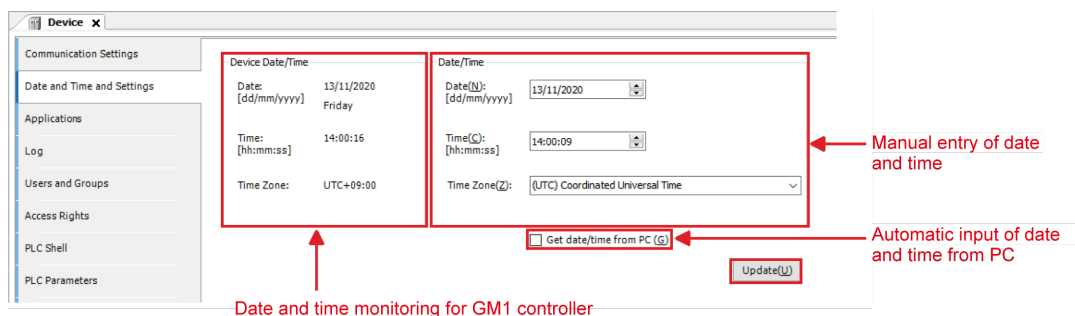 Device x
Communication Settings
Date and Time and Settings
Applications
Log
Users and Groups
Access Rights
PLC Shell
PLC Parameters
Device Date/Time
Date: 13/11/2020
[dd/mm/yyyy] Friday
Time: 14:00:16
[hh:mm:ss]
Time Zone: UTC+09:00
Date/Time
Date(N): 13/11/2020
[dd/mm/yyyy]
Time(C): 14:00:09
[hh:mm:ss]
Time Zone(Z): (UTC) Coordinated Universal Time
Get date/time from PC (G)
Update(U)
Manual entry of date
and time
Automatic input of date
and time from PC
Date and time monitoring for GM1 controller